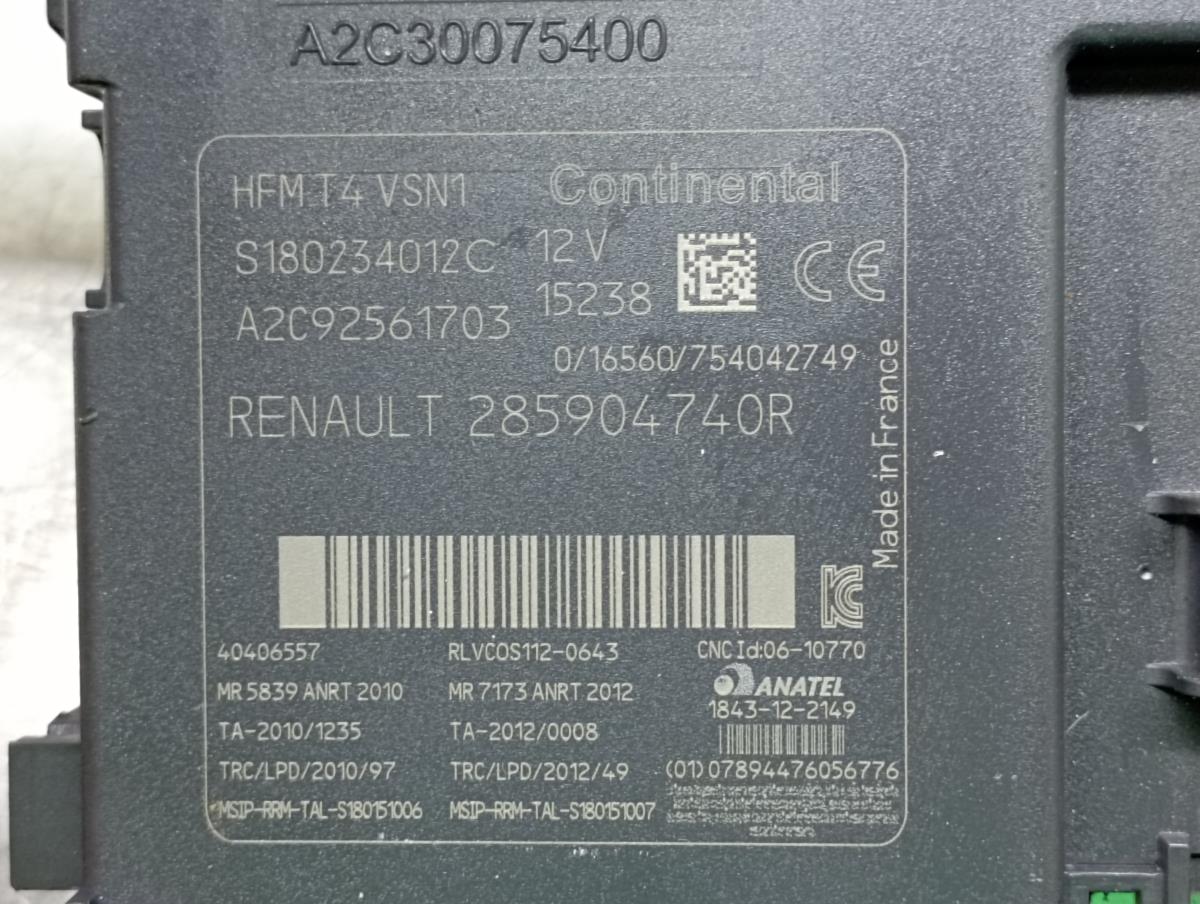 A2C30075400
HFM T4 VSN1
Continental
S180234012C
12V
CE
A2C92561703
15238
0/16560/754042749
RENAULT 285904740R
Made in France
40406557
RLVCOS112-0643
CNC Id:06-10770
MR 5839 ANRT 2010
MR 7173 ANRT 2012
ANATEL
1843-12-2149
TA-2010/1235
TA-2012/0008
TRC/LPD/2010/97
TRC/LPD/2012/49
(01)07894476056776
MSIP-RRM-TAL-S180151006
MSIP-RRM-TAL-S180151007